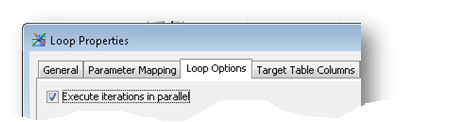 Loop Properties
General Parameter Mapping Loop Options Target Table Columns
Execute iterations in parallel